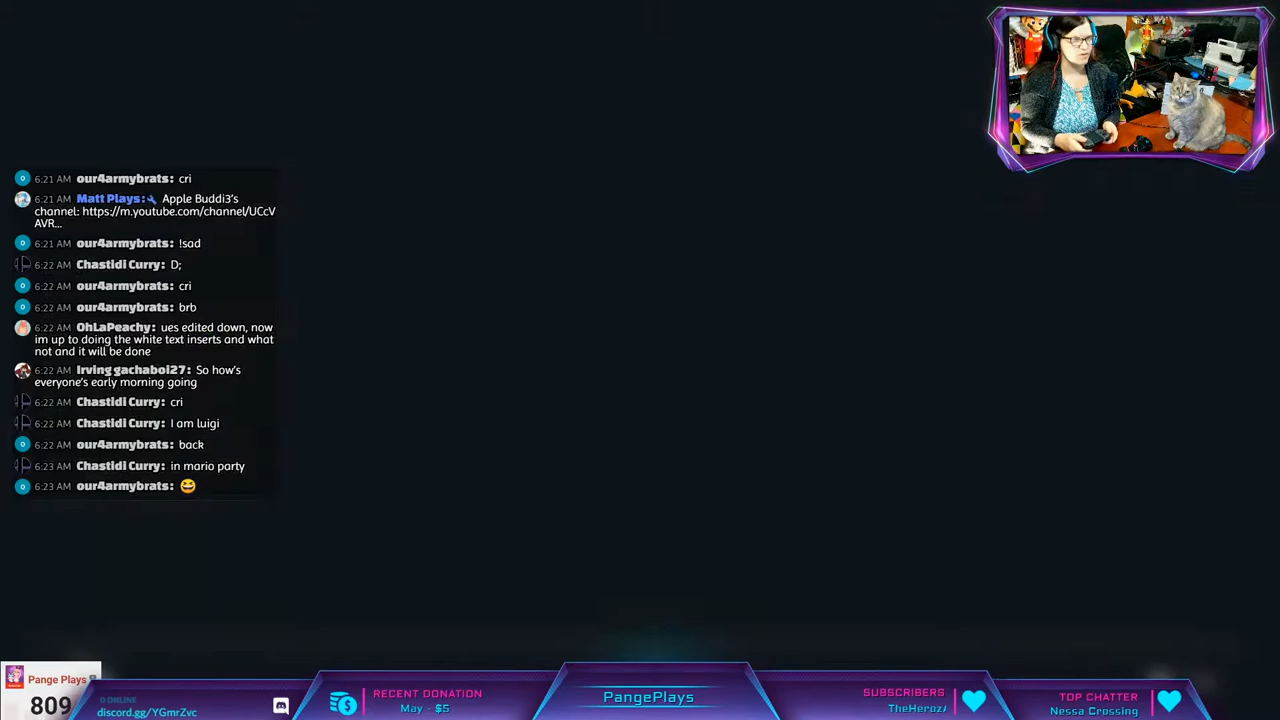 6:21 AM our4armybrats: cri
6:21 AM Matt Plays: Apple Buddi3's
channel: https://m.youtube.com/channel/UCcV
AVR...
6:21 AM our4armybrats: !sad
6:22 AM Chastidi Curry: D;
6:22 AM our4armybrats: cri
6:22 AM our4armybrats: brb
6:22 AM OhLaPeachy: ues edited down, now
im up to doing the white text inserts and what
not and it will be done
6:22 AM Irving gachaboi27: So how's
everyone's early morning going
6:22 AM Chastidi Curry: cri
6:22 AM Chastidi Curry: I am luigi
6:22 AM our4armybrats: back
6:23 AM Chastidi Curry: in mario party
6:23 AM our4armybrats: 😆
Pange Plays
809
0 ONLINE
discord.gg/YGmrZvc
RECENT DONATION
May - $5
PangePlays
SUBSCRIBERS
TheHeroz
TOP CHATTER
Nessa Crossing